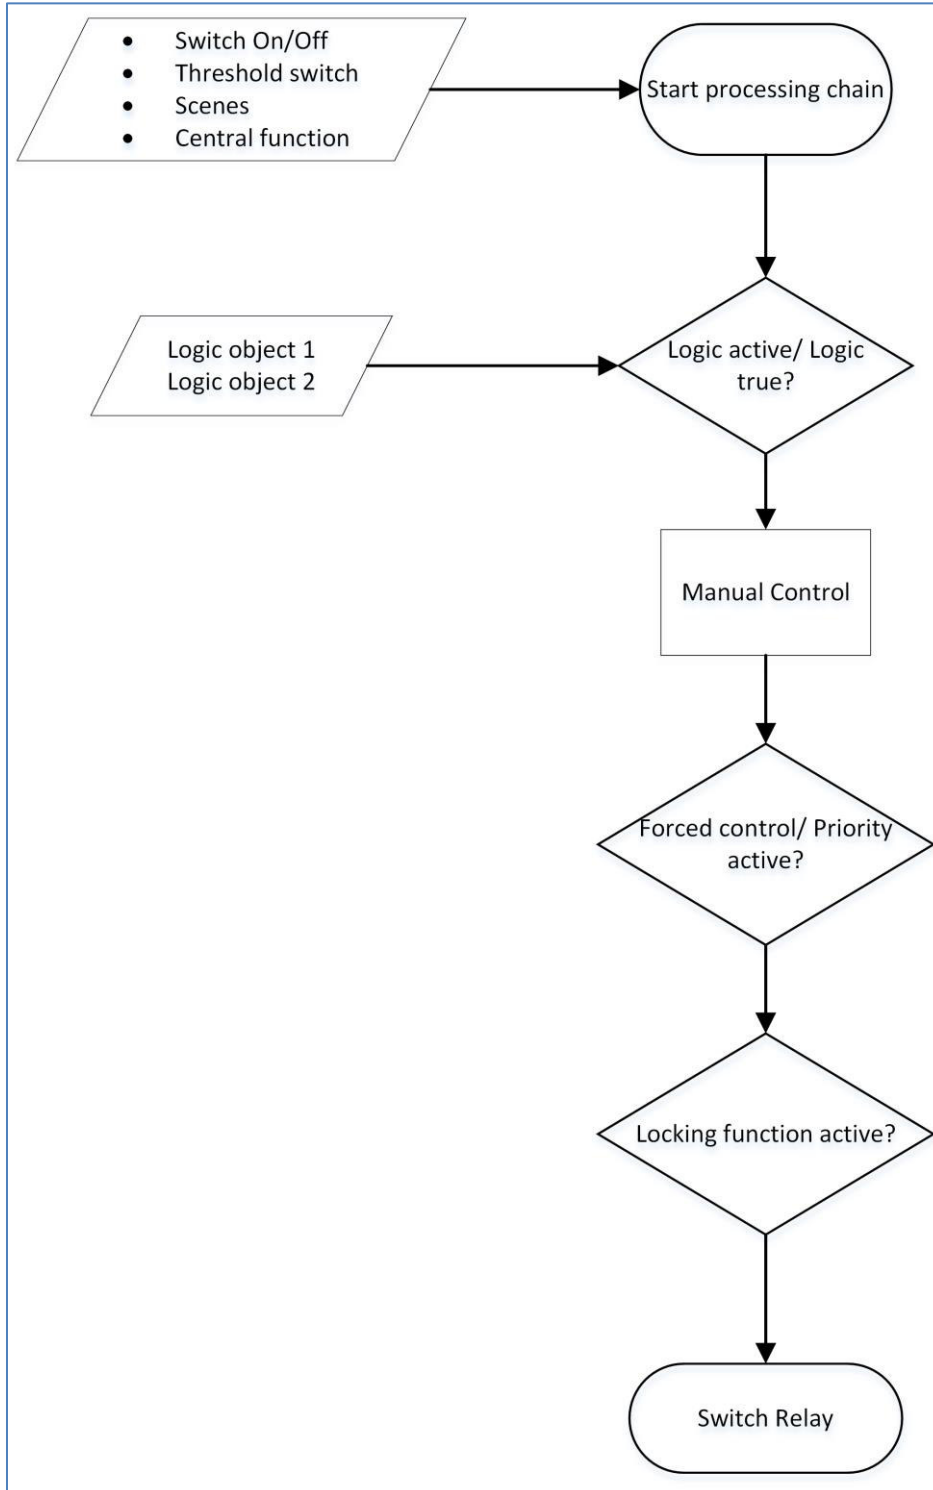 • Switch On/Off
• Threshold switch
• Scenes
• Central function
Start processing chain
Logic active/ Logic
true?
Logic object 1
Logic object 2
Manual Control
Forced control/ Priority
active?
Locking function active?
Switch Relay